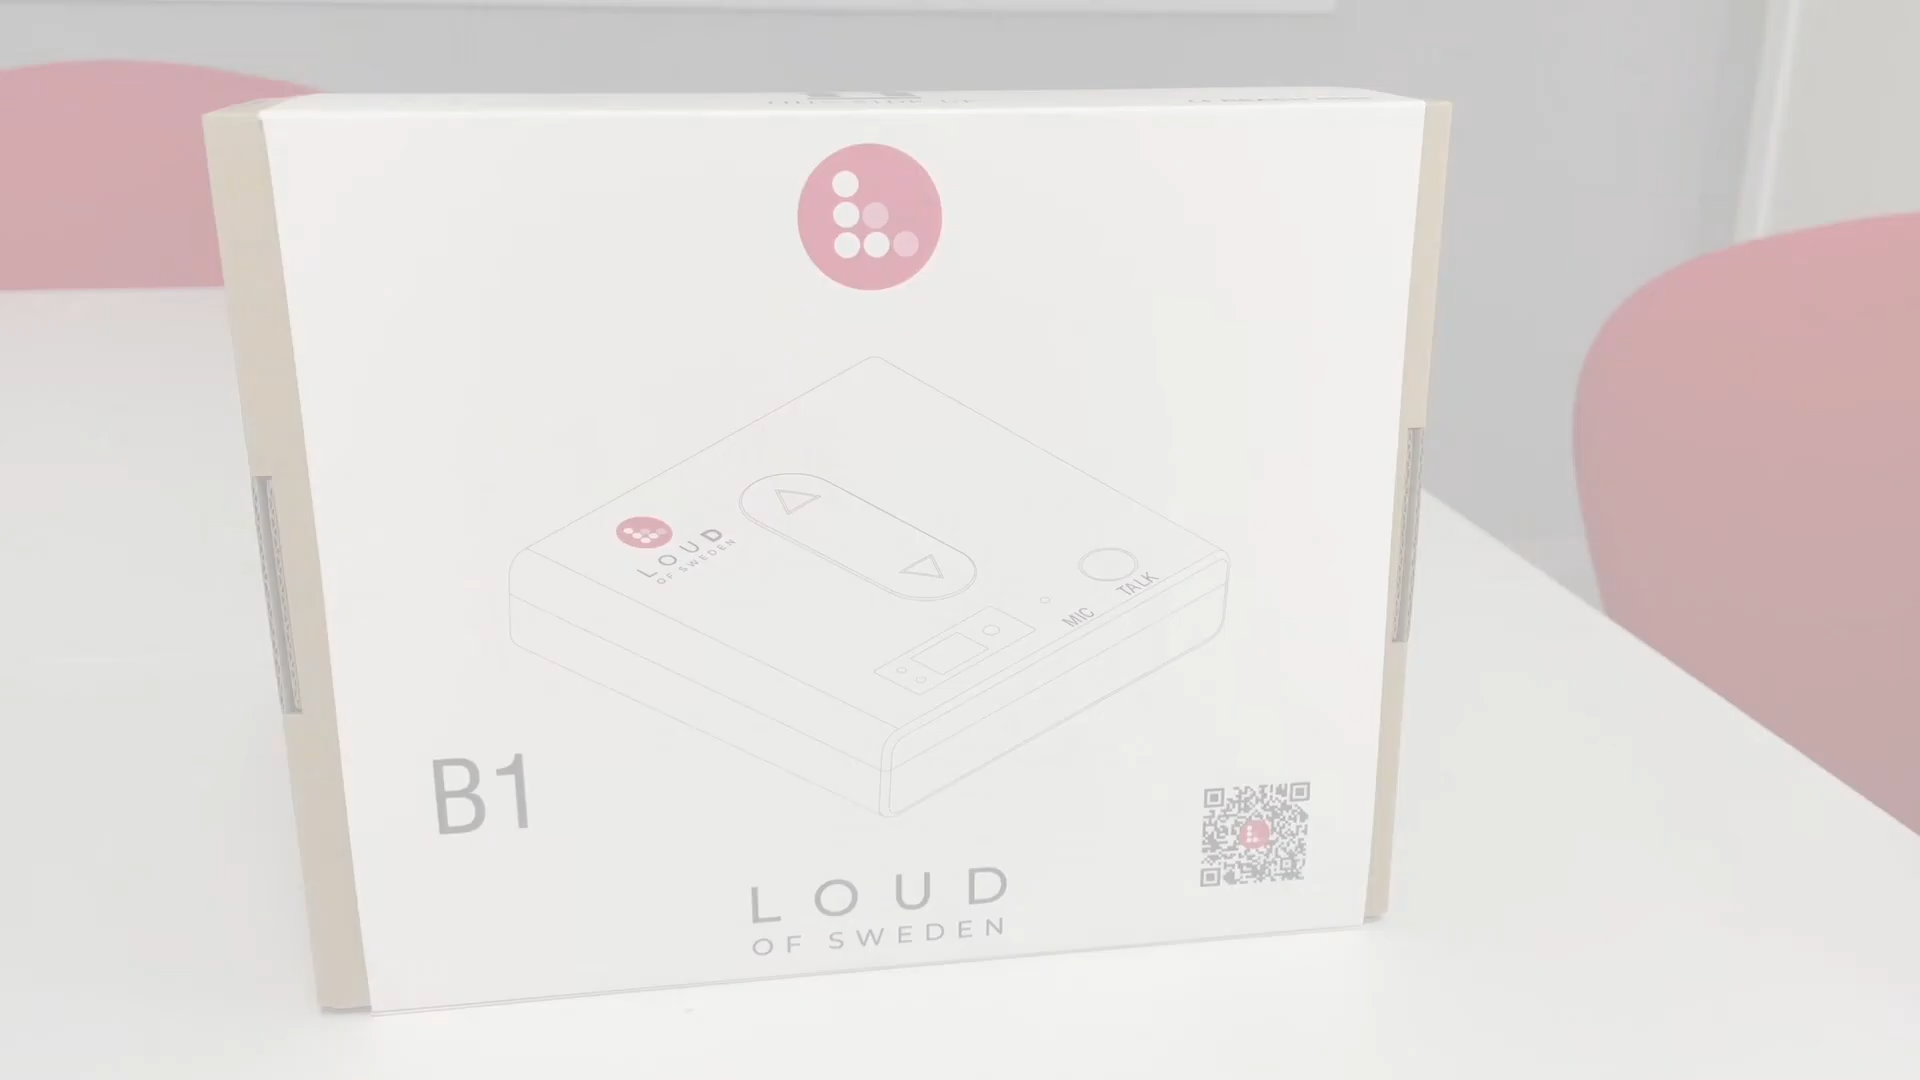 LOUD
OF SWEDEN
MIC
TALK
B1
LOUD
OF SWEDEN